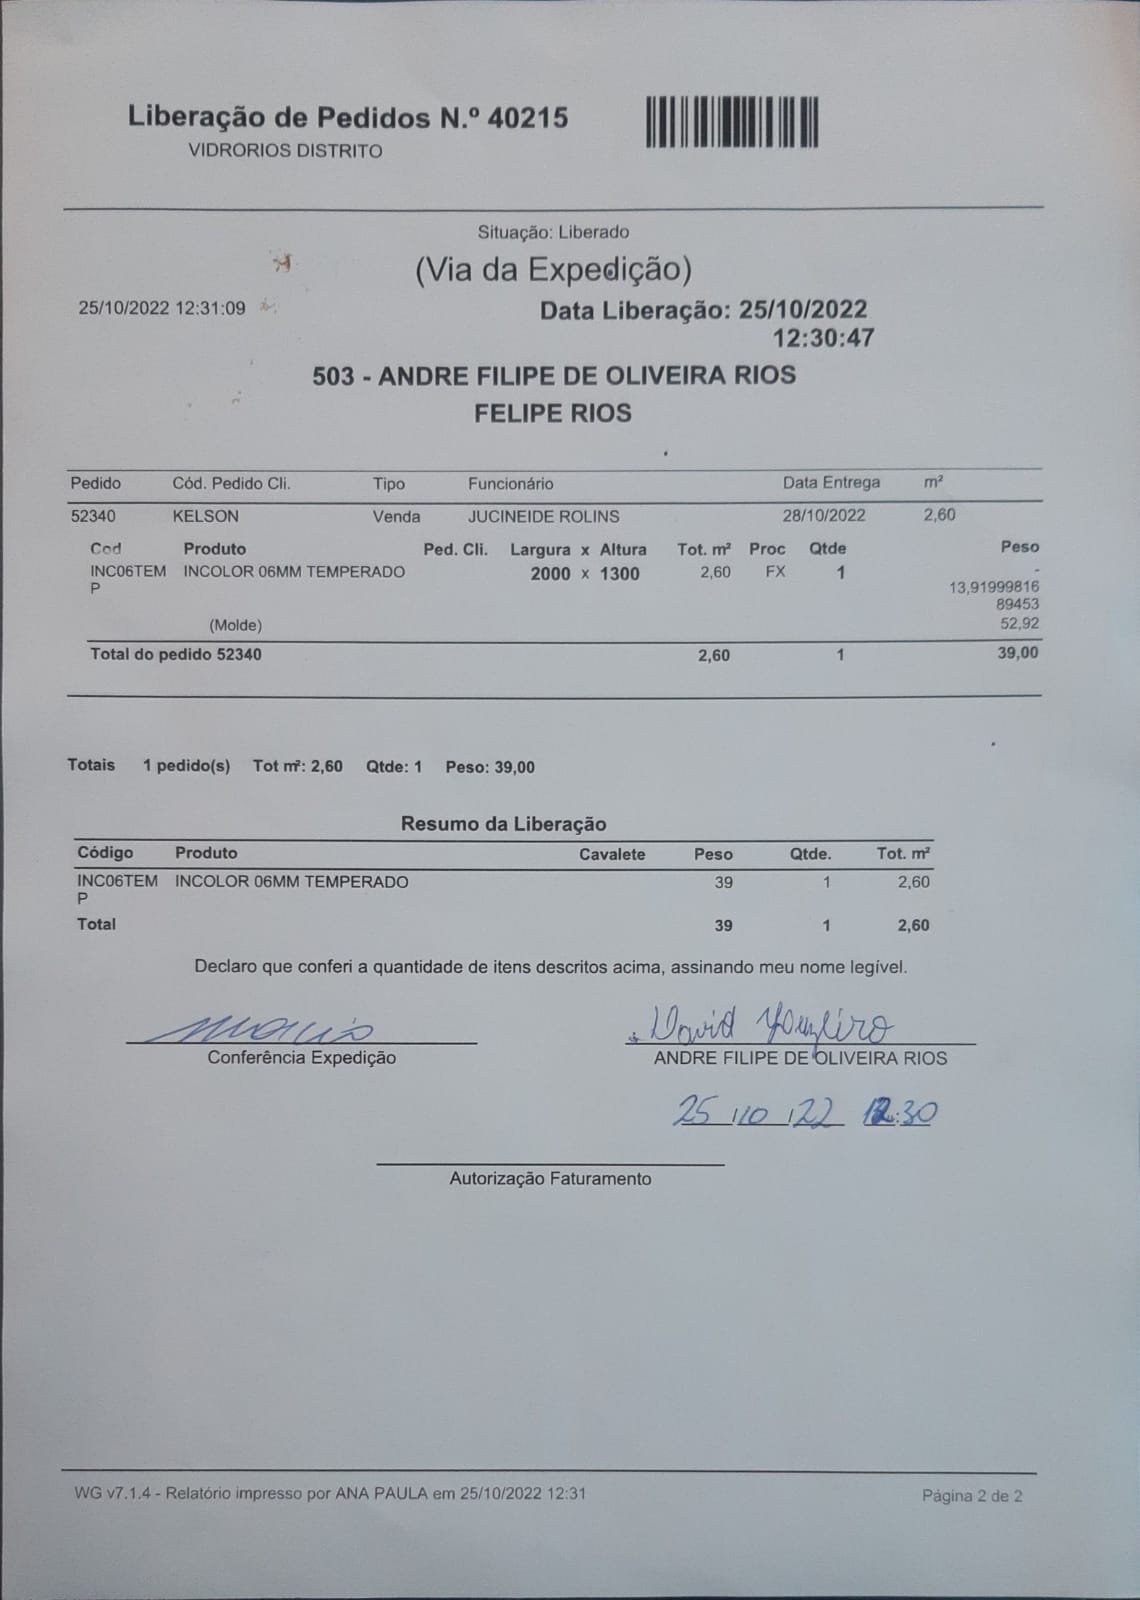 Liberação de Pedidos N.º 40215
VIDRORIOS DISTRITO
Situação: Liberado
(Via da Expedição)
25/10/2022 12:31:09
Data Liberação: 25/10/2022
12:30:47
503 - ANDRE FILIPE DE OLIVEIRA RIOS
FELIPE RIOS
Pedido Cód. Pedido Cli. Tipo Funcionário Data Entrega m²
52340 KELSON Venda JUCINEIDE ROLINS 28/10/2022 2,60
Cod Produto Ped. Cli. Largura x Altura Tot. m² Proc Qtde Peso
INC06TEM INCOLOR 06MM TEMPERADO 2000 x 1300 2,60 FX 1 -
P 13,91999816
89453
(Molde) 52,92
Total do pedido 52340 2,60 1 39,00
Totais 1 pedido(s) Tot m²: 2,60 Qtde: 1 Peso: 39,00
Resumo da Liberação
Código Produto Cavalete Peso Qtde. Tot. m²
INC06TEM INCOLOR 06MM TEMPERADO 39 1 2,60
P
Total 39 1 2,60
Declaro que conferi a quantidade de itens descritos acima, assinando meu nome legível.
David
Conferência Expedição ANDRE FILIPE DE OLIVEIRA RIOS
25/10/22 12:30
Autorização Faturamento
WG v7.1.4 - Relatório impresso por ANA PAULA em 25/10/2022 12:31 Página 2 de 2